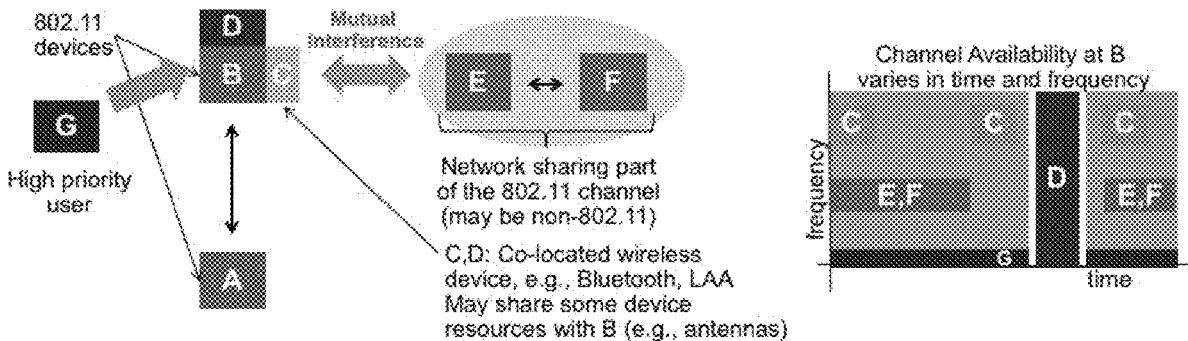 802.11
devices
D
B
C
G
High priority
user
A
Mutual
Interference
E
F
Network sharing part
of the 802.11 channel
(may be non-802.11)
C,D: Co-located wireless
device, e.g., Bluetooth, LAA
May share some device
resources with B (e.g., antennas)
Channel Availability at B
varies in time and frequency
frequency
C
C
C
D
E,F
E,F
G
time